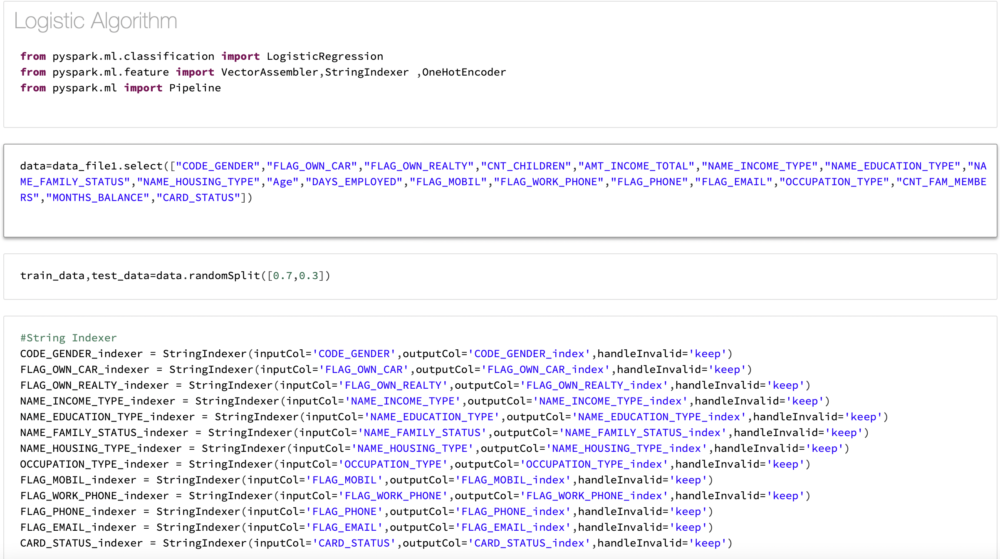 Logistic Algorithm
from pyspark.ml.classification import LogisticRegression
from pyspark.ml.feature import VectorAssembler,StringIndexer ,OneHotEncoder
from pyspark.ml import Pipeline
data=data_file1.select(["CODE_GENDER","FLAG_OWN_CAR","FLAG_OWN_REALTY","CNT_CHILDREN","AMT_INCOME_TOTAL","NAME_INCOME_TYPE","NAME_EDUCATION_TYPE","NA
ME_FAMILY_STATUS","NAME_HOUSING_TYPE","Age","DAYS_EMPLOYED","FLAG_MOBIL","FLAG_WORK_PHONE","FLAG_PHONE","FLAG_EMAIL","OCCUPATION_TYPE","CNT_FAM_MEMBE
RS","MONTHS_BALANCE","CARD_STATUS"])
train_data,test_data=data.randomSplit([0.7,0.3])
#String Indexer
CODE_GENDER_indexer = StringIndexer(inputCol='CODE_GENDER',outputCol='CODE_GENDER_index',handleInvalid='keep')
FLAG_OWN_CAR_indexer = StringIndexer(inputCol='FLAG_OWN_CAR',outputCol='FLAG_OWN_CAR_index',handleInvalid='keep')
FLAG_OWN_REALTY_indexer = StringIndexer(inputCol='FLAG_OWN_REALTY',outputCol='FLAG_OWN_REALTY_index',handleInvalid='keep')
NAME_INCOME_TYPE_indexer = StringIndexer(inputCol='NAME_INCOME_TYPE',outputCol='NAME_INCOME_TYPE_index',handleInvalid='keep')
NAME_EDUCATION_TYPE_indexer = StringIndexer(inputCol='NAME_EDUCATION_TYPE',outputCol='NAME_EDUCATION_TYPE_index',handleInvalid='keep')
NAME_FAMILY_STATUS_indexer = StringIndexer(inputCol='NAME_FAMILY_STATUS',outputCol='NAME_FAMILY_STATUS_index',handleInvalid='keep')
NAME_HOUSING_TYPE_indexer = StringIndexer(inputCol='NAME_HOUSING_TYPE',outputCol='NAME_HOUSING_TYPE_index',handleInvalid='keep')
OCCUPATION_TYPE_indexer = StringIndexer(inputCol='OCCUPATION_TYPE',outputCol='OCCUPATION_TYPE_index',handleInvalid='keep')
FLAG_MOBIL_indexer = StringIndexer(inputCol='FLAG_MOBIL',outputCol='FLAG_MOBIL_index',handleInvalid='keep')
FLAG_WORK_PHONE_indexer = StringIndexer(inputCol='FLAG_WORK_PHONE',outputCol='FLAG_WORK_PHONE_index',handleInvalid='keep')
FLAG_PHONE_indexer = StringIndexer(inputCol='FLAG_PHONE',outputCol='FLAG_PHONE_index',handleInvalid='keep')
FLAG_EMAIL_indexer = StringIndexer(inputCol='FLAG_EMAIL',outputCol='FLAG_EMAIL_index',handleInvalid='keep')
CARD_STATUS_indexer = StringIndexer(inputCol='CARD_STATUS',outputCol='CARD_STATUS_index',handleInvalid='keep')